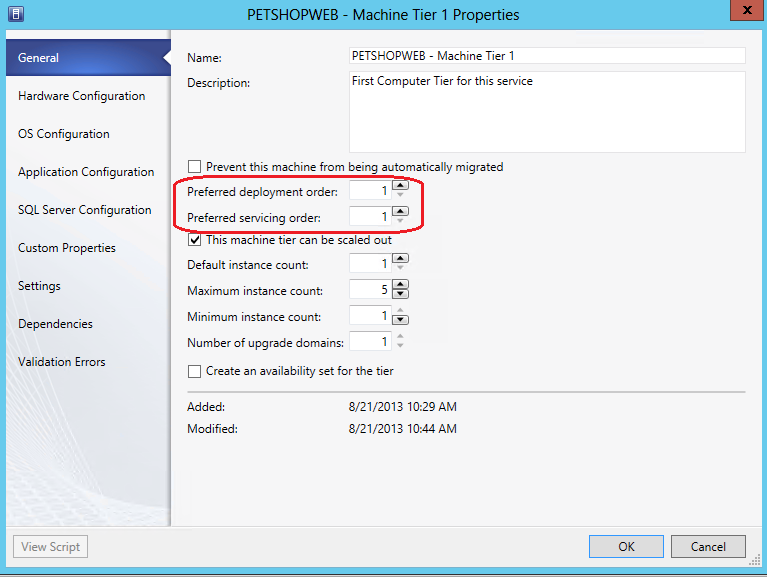 PETSHOPWEB - Machine Tier 1 Properties
x
General
Hardware Configuration
OS Configuration
Application Configuration
SQL Server Configuration
Custom Properties
Settings
Dependencies
Validation Errors
Name: PETSHOPWEB - Machine Tier 1
Description: First Computer Tier for this service
Prevent this machine from being automatically migrated
Preferred deployment order: 1
Preferred servicing order: 1
This machine tier can be scaled out
Default instance count: 1
Maximum instance count: 5
Minimum instance count: 1
Number of upgrade domains: 1
Create an availability set for the tier
Added: 8/21/2013 10:29 AM
Modified: 8/21/2013 10:44 AM
View Script OK Cancel